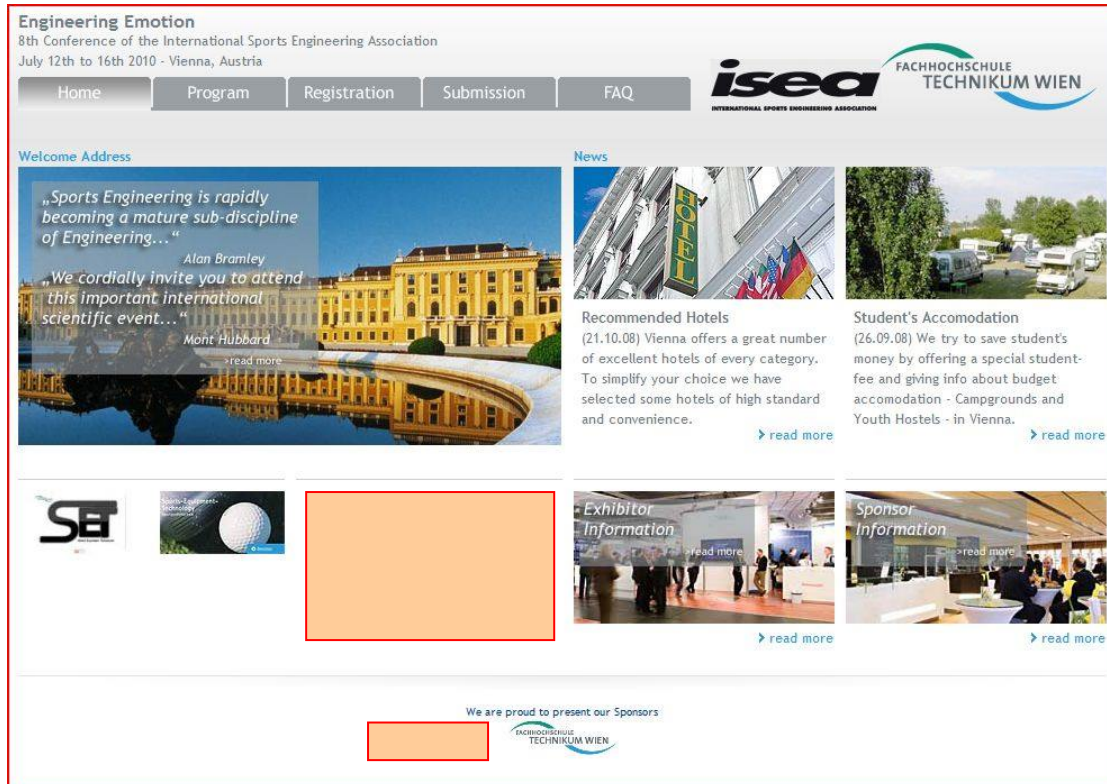 Engineering Emotion
8th Conference of the International Sports Engineering Association
July 12th to 16th 2010 - Vienna, Austria
Home
Program
Registration
Submission
FAQ
isea
INTERNATIONAL SPORTS ENGINEERING ASSOCIATION
FACHHOCHSCHULE
TECHNIKUM WIEN
Welcome Address
„Sports Engineering is rapidly
becoming a mature sub-discipline
of Engineering...“
Alan Bramley
„We cordially invite you to attend
this important international
scientific event...“
Mont Hubbard
>read more
News
HOTEL
Recommended Hotels
(21.10.08) Vienna offers a great number
of excellent hotels of every category.
To simplify your choice we have
selected some hotels of high standard
and convenience.
> read more
Student's Accomodation
(26.09.08) We try to save student's
money by offering a special student-
fee and giving info about budget
accomodation - Campgrounds and
Youth Hostels - in Vienna.
> read more
SET
Sports-Equipment-
Technology
Exhibitor
Information
>read more
> read more
Sponsor
Information
>read more
> read more
We are proud to present our Sponsors
FACHHOCHSCHULE
TECHNIKUM WIEN